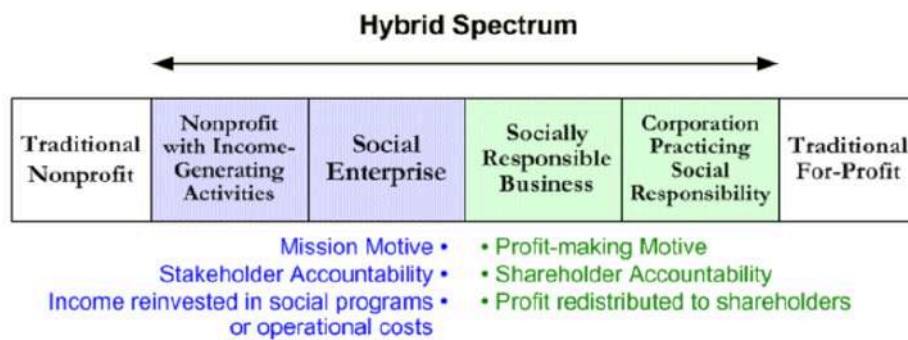 Hybrid Spectrum
Traditional
Nonprofit
Nonprofit
with Income-
Generating
Activities
Social
Enterprise
Socially
Responsible
Business
Corporation
Practicing
Social
Responsibility
Traditional
For-Profit
Mission Motive •
Stakeholder Accountability •
Income reinvested in social programs •
or operational costs
• Profit-making Motive
• Shareholder Accountability
• Profit redistributed to shareholders